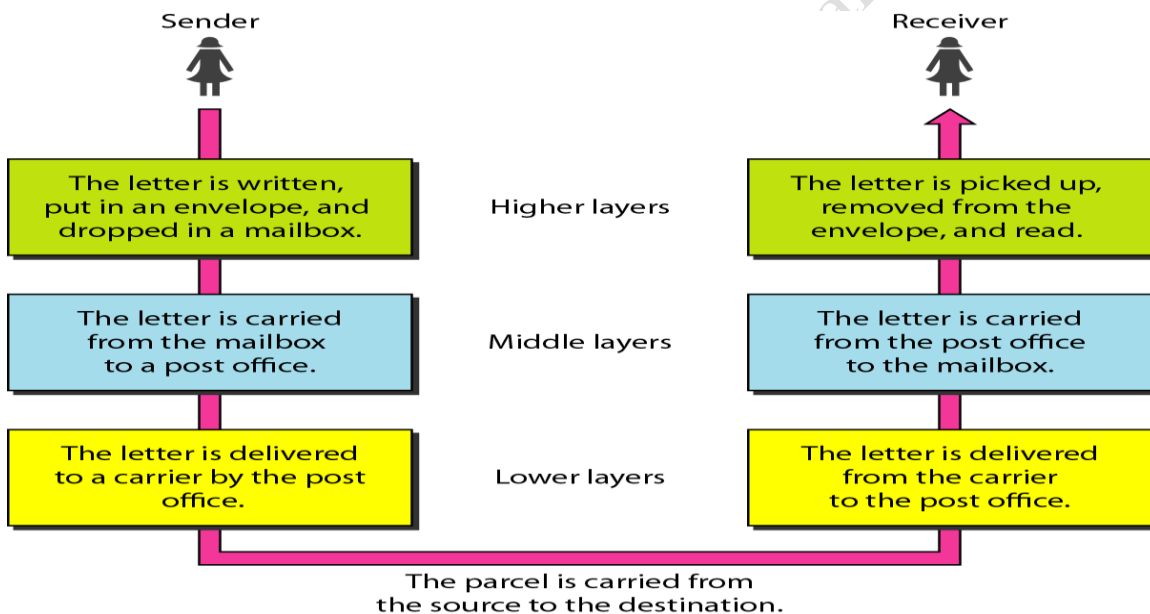 Sender
Receiver
The letter is written,
put in an envelope, and
dropped in a mailbox.
Higher layers
The letter is picked up,
removed from the
envelope, and read.
The letter is carried
from the mailbox
to a post office.
Middle layers
The letter is carried
from the post office
to the mailbox.
The letter is delivered
to a carrier by the post
office.
Lower layers
The letter is delivered
from the carrier
to the post office.
The parcel is carried from
the source to the destination.